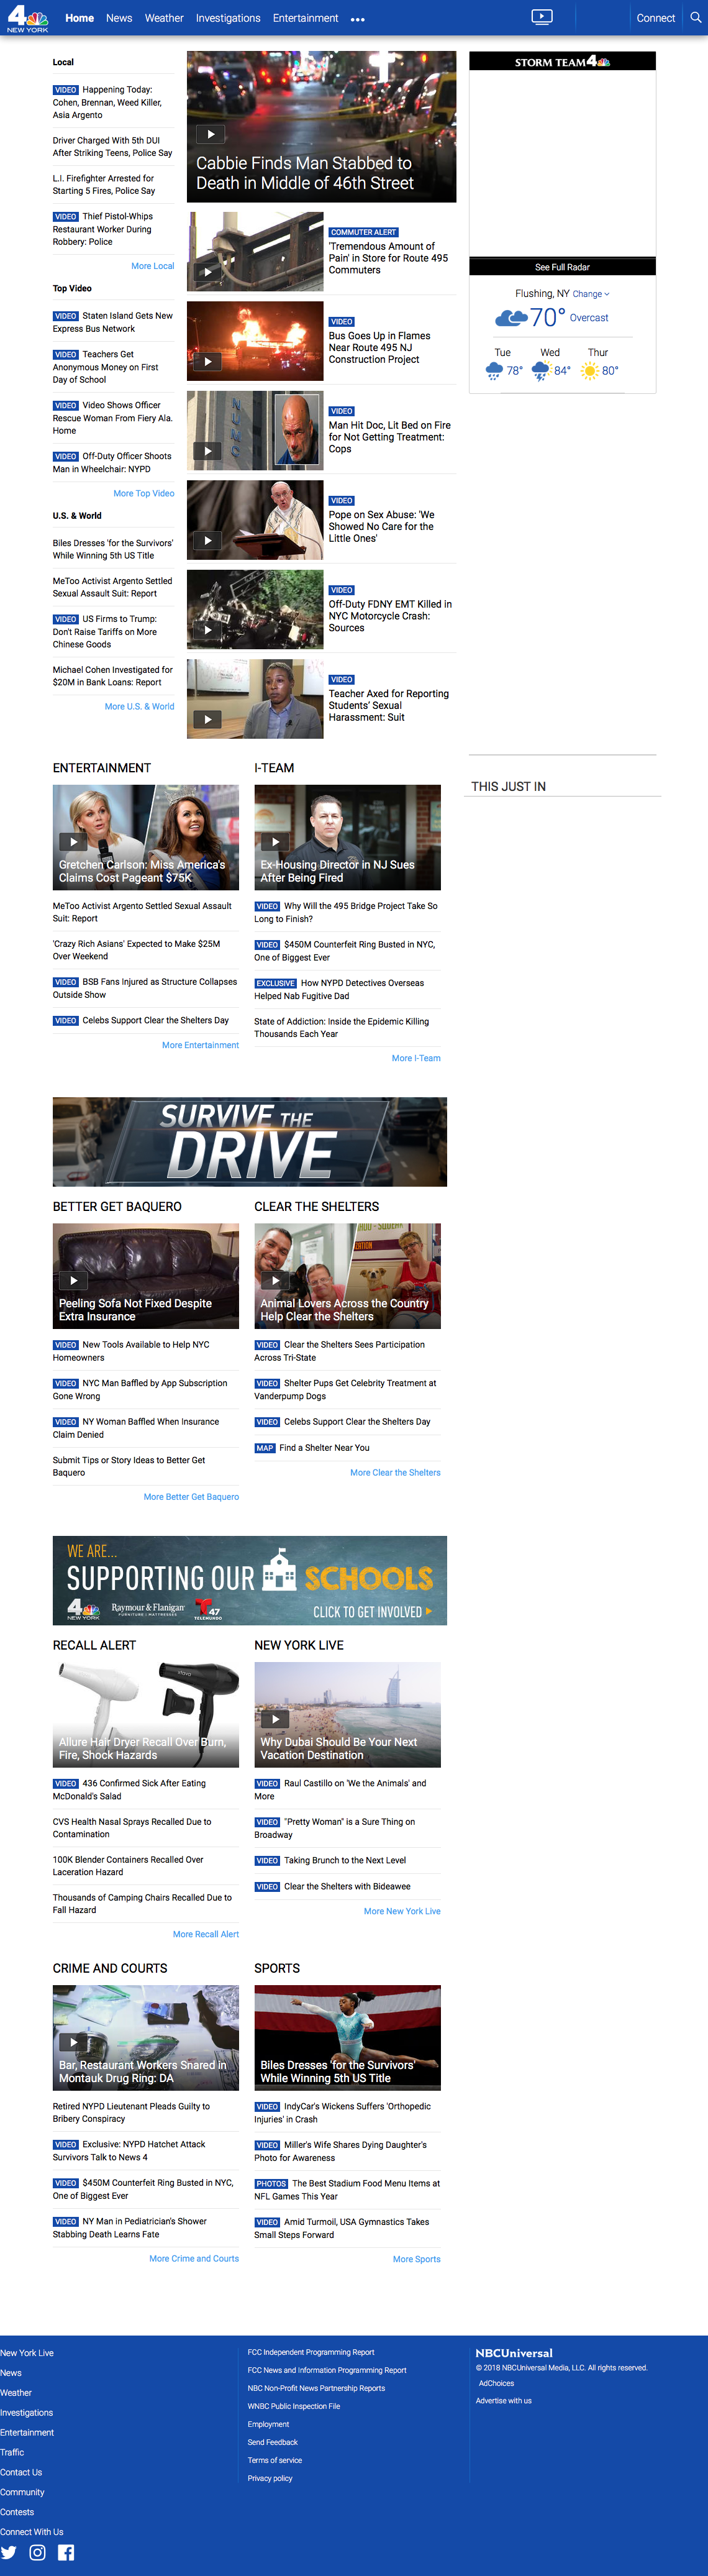 4
NEW YORK
Home
News
Weather
Investigations
Entertainment
Connect
Local
VIDEO Happening Today:
Cohen, Brennan, Weed Killer,
Asia Argento
Driver Charged With 5th DUI
After Striking Teens, Police Say
L.I. Firefighter Arrested for
Starting 5 Fires, Police Say
VIDEO Thief Pistol-Whips
Restaurant Worker During
Robbery: Police
More Local
Top Video
VIDEO Staten Island Gets New
Express Bus Network
VIDEO Teachers Get
Anonymous Money on First
Day of School
VIDEO Video Shows Officer
Rescue Woman From Fiery Ala.
Home
VIDEO Off-Duty Officer Shoots
Man in Wheelchair: NYPD
More Top Video
U.S. & World
Biles Dresses 'for the Survivors'
While Winning 5th US Title
MeToo Activist Argento Settled
Sexual Assault Suit: Report
VIDEO US Firms to Trump:
Don't Raise Tariffs on More
Chinese Goods
Michael Cohen Investigated for
$20M in Bank Loans: Report
More U.S. & World
Cabbie Finds Man Stabbed to
Death in Middle of 46th Street
COMMUTER ALERT
'Tremendous Amount of
Pain' in Store for Route 495
Commuters
VIDEO
Bus Goes Up in Flames
Near Route 495 NJ
Construction Project
NUMC
VIDEO
Man Hit Doc, Lit Bed on Fire
for Not Getting Treatment:
Cops
VIDEO
Pope on Sex Abuse: 'We
Showed No Care for the
Little Ones'
VIDEO
Off-Duty FDNY EMT Killed in
NYC Motorcycle Crash:
Sources
VIDEO
Teacher Axed for Reporting
Students' Sexual
Harassment: Suit
STORM TEAM 4
See Full Radar
Flushing, NY Change
70° Overcast
Tue
Wed
Thur
78°
84°
80°
THIS JUST IN
ENTERTAINMENT
Gretchen Carlson: Miss America's
Claims Cost Pageant $75K
MeToo Activist Argento Settled Sexual Assault
Suit: Report
'Crazy Rich Asians' Expected to Make $25M
Over Weekend
VIDEO BSB Fans Injured as Structure Collapses
Outside Show
VIDEO Celebs Support Clear the Shelters Day
More Entertainment
I-TEAM
Ex-Housing Director in NJ Sues
After Being Fired
VIDEO Why Will the 495 Bridge Project Take So
Long to Finish?
VIDEO $450M Counterfeit Ring Busted in NYC,
One of Biggest Ever
EXCLUSIVE How NYPD Detectives Overseas
Helped Nab Fugitive Dad
State of Addiction: Inside the Epidemic Killing
Thousands Each Year
More I-Team
SURVIVE THE
DRIVE
BETTER GET BAQUERO
Peeling Sofa Not Fixed Despite
Extra Insurance
VIDEO New Tools Available to Help NYC
Homeowners
VIDEO NYC Man Baffled by App Subscription
Gone Wrong
VIDEO NY Woman Baffled When Insurance
Claim Denied
Submit Tips or Story Ideas to Better Get
Baquero
More Better Get Baquero
CLEAR THE SHELTERS
Animal Lovers Across the Country
Help Clear the Shelters
VIDEO Clear the Shelters Sees Participation
Across Tri-State
VIDEO Shelter Pups Get Celebrity Treatment at
Vanderpump Dogs
VIDEO Celebs Support Clear the Shelters Day
MAP Find a Shelter Near You
More Clear the Shelters
WE ARE...
SUPPORTING OUR SCHOOLS
4 NEW YORK
Raymour & Flanigan
FURNITURE | MATTRESSES
T47
TELEMUNDO
CLICK TO GET INVOLVED
RECALL ALERT
Allure Hair Dryer Recall Over Burn,
Fire, Shock Hazards
VIDEO 436 Confirmed Sick After Eating
McDonald's Salad
CVS Health Nasal Sprays Recalled Due to
Contamination
100K Blender Containers Recalled Over
Laceration Hazard
Thousands of Camping Chairs Recalled Due to
Fall Hazard
More Recall Alert
NEW YORK LIVE
Why Dubai Should Be Your Next
Vacation Destination
VIDEO Raul Castillo on 'We the Animals' and
More
VIDEO "Pretty Woman" is a Sure Thing on
Broadway
VIDEO Taking Brunch to the Next Level
VIDEO Clear the Shelters with Bideawee
More New York Live
CRIME AND COURTS
Bar, Restaurant Workers Snared in
Montauk Drug Ring: DA
Retired NYPD Lieutenant Pleads Guilty to
Bribery Conspiracy
VIDEO Exclusive: NYPD Hatchet Attack
Survivors Talk to News 4
VIDEO $450M Counterfeit Ring Busted in NYC,
One of Biggest Ever
VIDEO NY Man in Pediatrician's Shower
Stabbing Death Learns Fate
More Crime and Courts
SPORTS
Biles Dresses 'for the Survivors'
While Winning 5th US Title
VIDEO IndyCar's Wickens Suffers 'Orthopedic
Injuries' in Crash
VIDEO Miller's Wife Shares Dying Daughter's
Photo for Awareness
PHOTOS The Best Stadium Food Menu Items at
NFL Games This Year
VIDEO Amid Turmoil, USA Gymnastics Takes
Small Steps Forward
More Sports
New York Live
News
Weather
Investigations
Entertainment
Traffic
Contact Us
Community
Contests
Connect With Us
FCC Independent Programming Report
FCC News and Information Programming Report
NBC Non-Profit News Partnership Reports
WNBC Public Inspection File
Employment
Send Feedback
Terms of service
Privacy policy
NBCUniversal
© 2018 NBCUniversal Media, LLC. All rights reserved.
AdChoices
Advertise with us